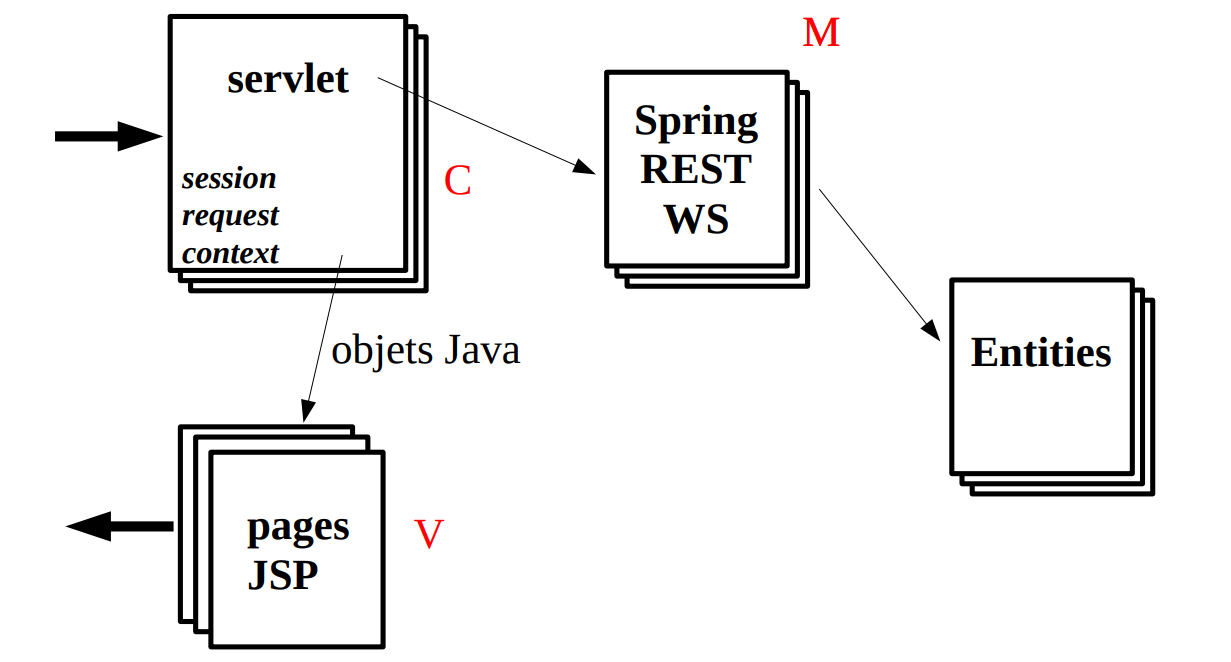 servlet
session
request
context
C
M
Spring
REST
WS
Entities
objets Java
pages
JSP
V